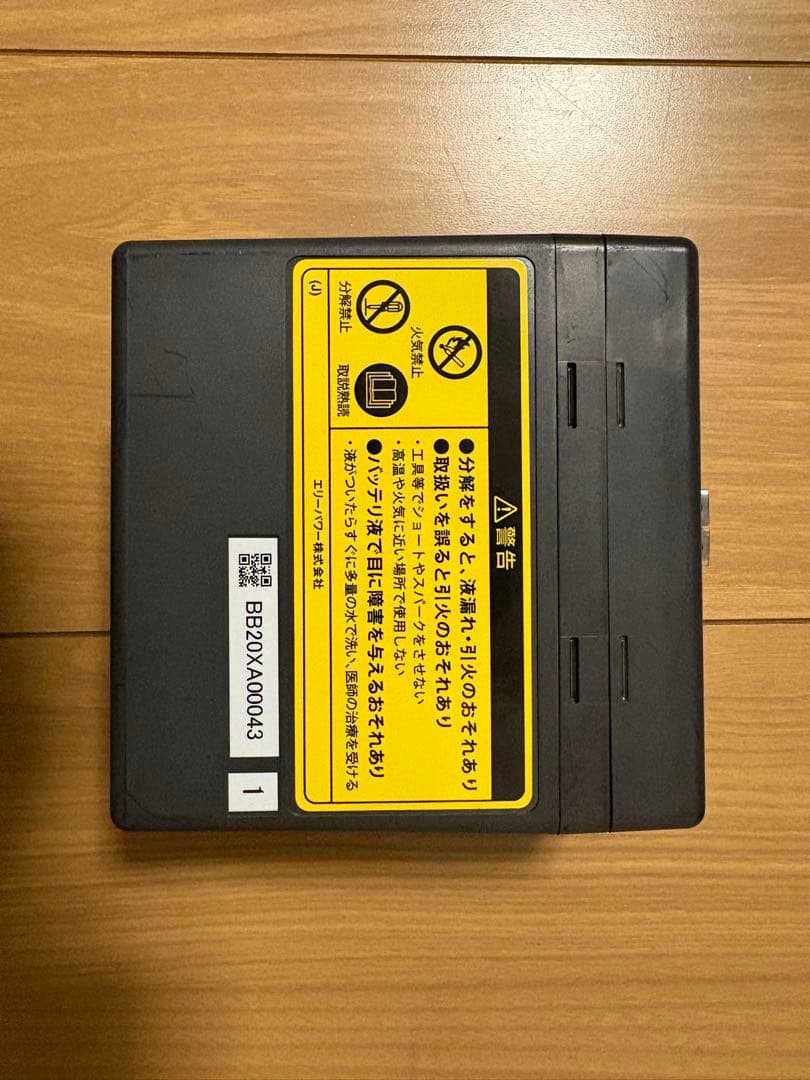 警告
火気禁止
分解禁止
取説熟読
(J)
●分解をすると、液漏れ・引火のおそれあり
●取扱いを誤ると引火のおそれあり
・工具等でショートやスパークをさせない
・高温や火気に近い場所で使用しない
●バッテリ液で目に障害を与えるおそれあり
・液がついたらすぐに多量の水で洗い、医師の治療を受ける
エリーパワー株式会社
BB20XA00043
1